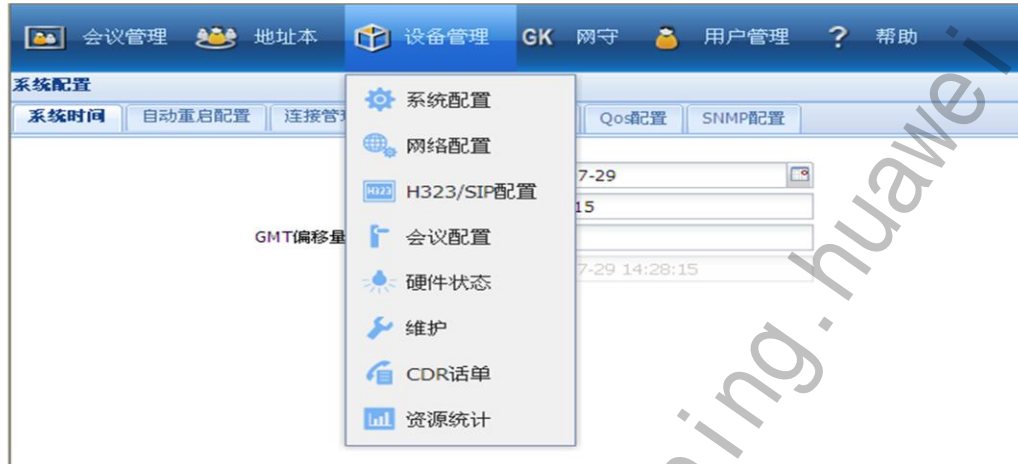 会议管理 地址本 设备管理 GK 网守 用户管理 ? 帮助
系统配置
系统时间 自动重启配置 连接管 Qos配置 SNMP配置
系统配置
网络配置
H323 H323/SIP配置
会议配置
硬件状态
维护
CDR话单
资源统计
7-29
15
GMT偏移量
7-29 14:28:15
ing.huawei